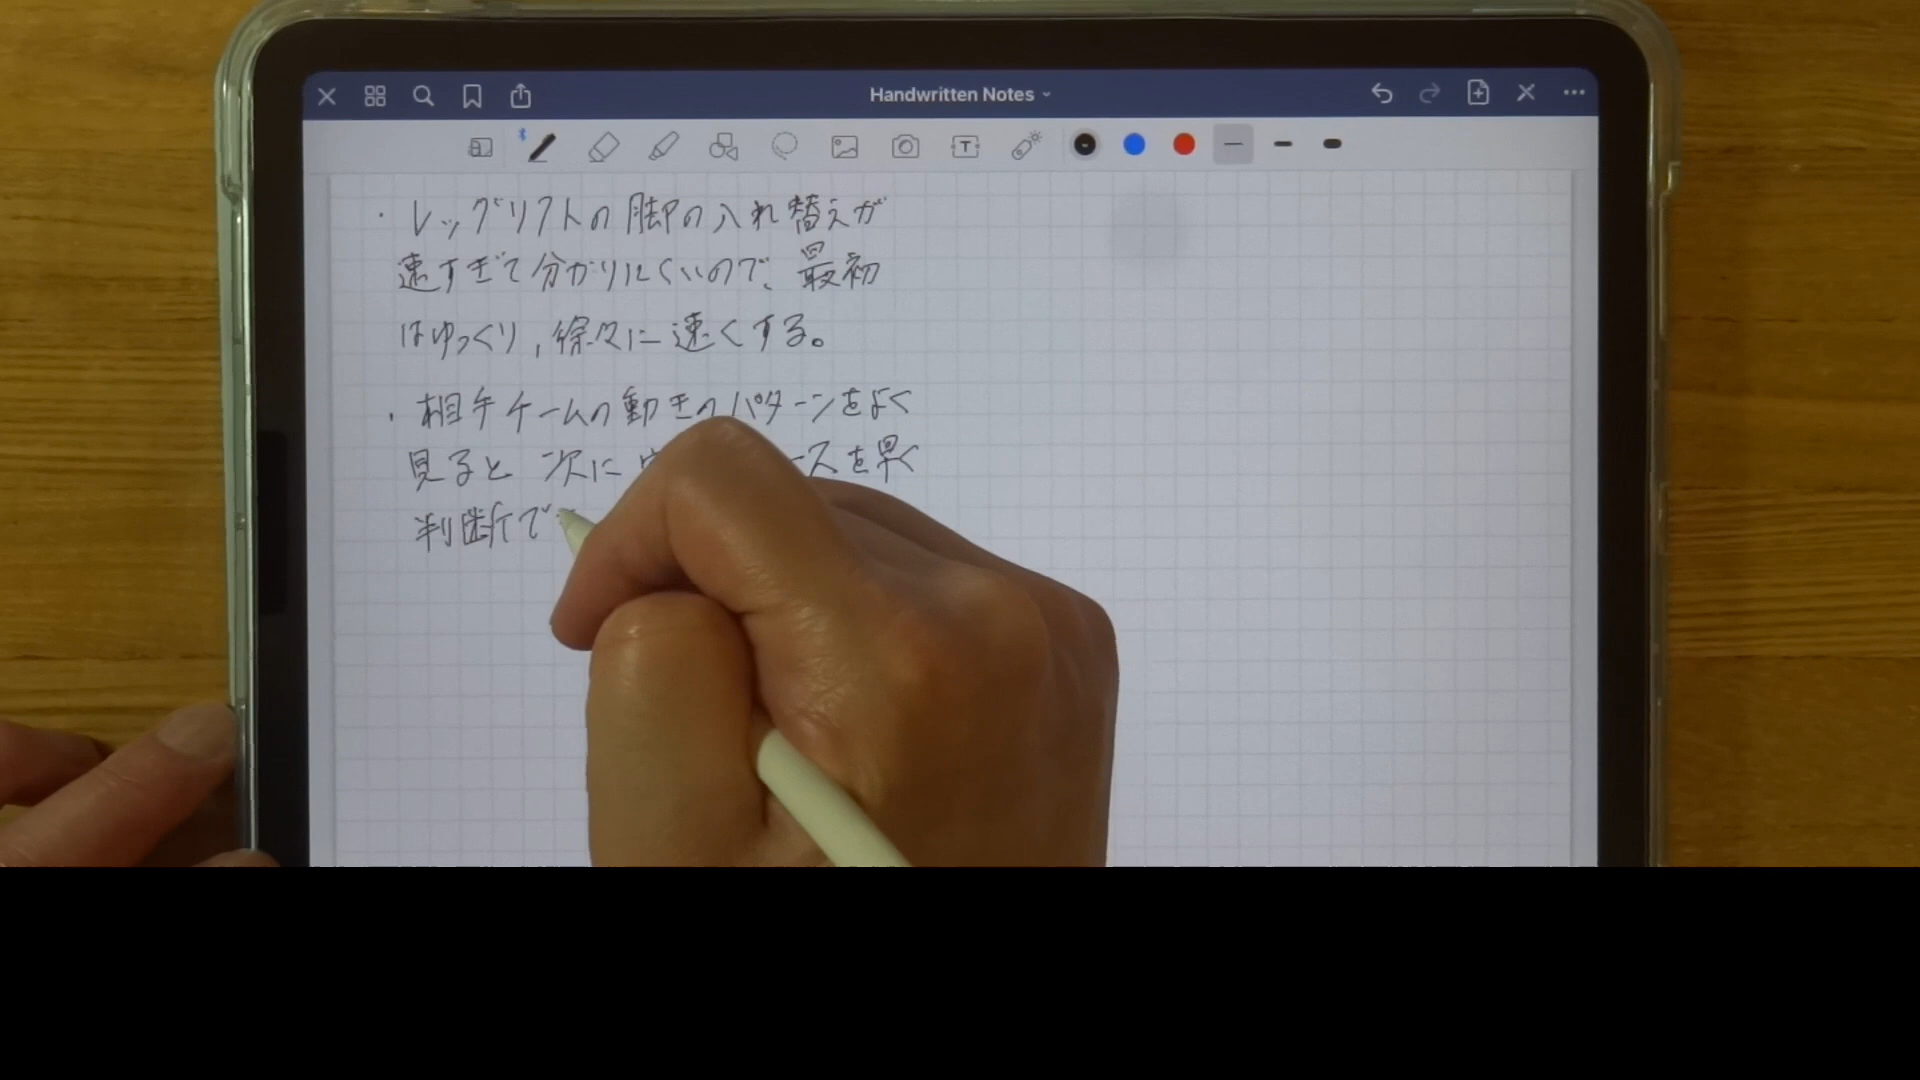 Handwritten Notes
・レッグリフトの脚の入れ替えが
速すぎて分かりにくいので、最初
はゆっくり,徐々に速くする。
・相手チームの動きのパターンをよく
見ると次に ースを早く
判断で